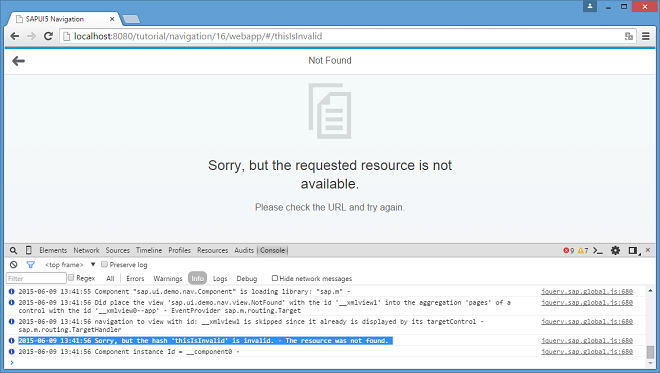 SAPUI5 Navigation
localhost:8080/tutorial/navigation/16/webapp/#/thisIsInvalid
Not Found
Sorry, but the requested resource is not
available.
Please check the URL and try again.
Elements Network Sources Timeline Profiles Resources Audits Console 9 7
<top frame> Preserve log
Filter Regex All Errors Warnings Info Logs Debug Hide network messages
2015-06-09 13:41:55 Component "sap.ui.demo.nav.Component" is loading library: "sap.m" - jquery.sap.global.js:680
2015-06-09 13:41:56 Did place the view 'sap.ui.demo.nav.view.NotFound' with the id '__xmlview1' into the aggregation 'pages' of a jquery.sap.global.js:680
control with the id '__xmlview0--app' - EventProvider sap.m.routing.Target
2015-06-09 13:41:56 navigation to view with id: __xmlview1 is skipped since it already is displayed by its targetControl - jquery.sap.global.js:680
sap.m.routing.TargetHandler
2015-06-09 13:41:56 Sorry, but the hash 'thisIsInvalid' is invalid. - The resource was not found. jquery.sap.global.js:680
2015-06-09 13:41:56 Component instance Id = __component0 - jquery.sap.global.js:680